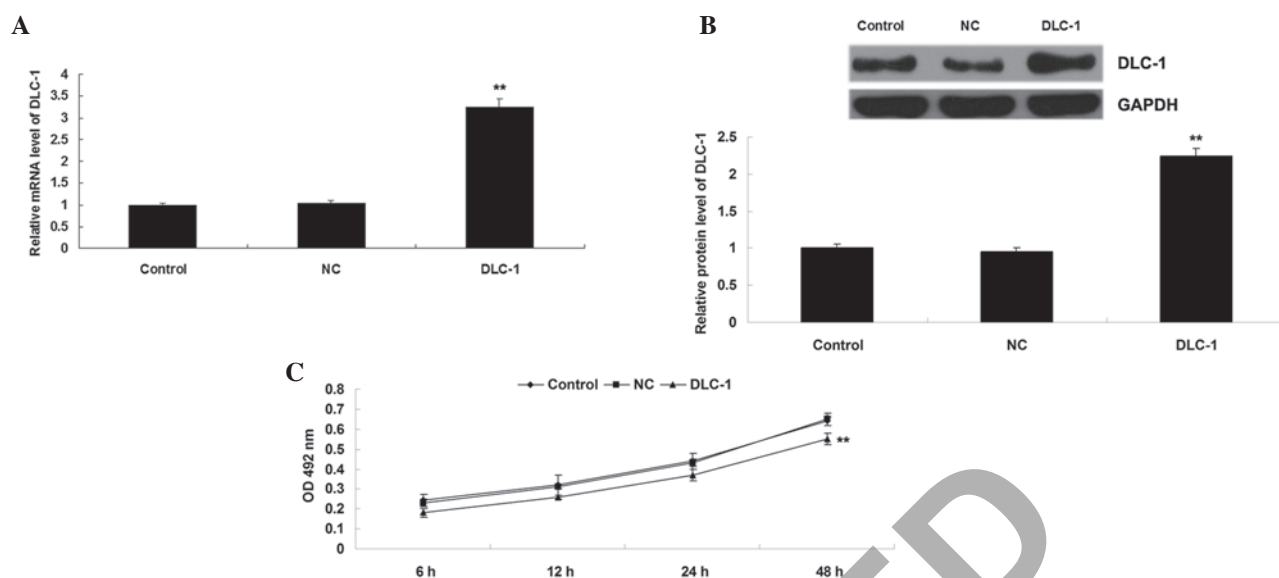 A
Relative mRNA level of DLC-1
4
3.5
3
2.5
2
1.5
1
0.5
0
**
Control NC DLC-1
B
Control NC DLC-1
DLC-1
GAPDH
Relative protein level of DLC-1
2.5
2
1.5
1
0.5
0
**
Control NC DLC-1
C
Control NC DLC-1
OD 492 nm
0.8
0.7
0.6
0.5
0.4
0.3
0.2
0.1
0
**
6 h 12 h 24 h 48 h